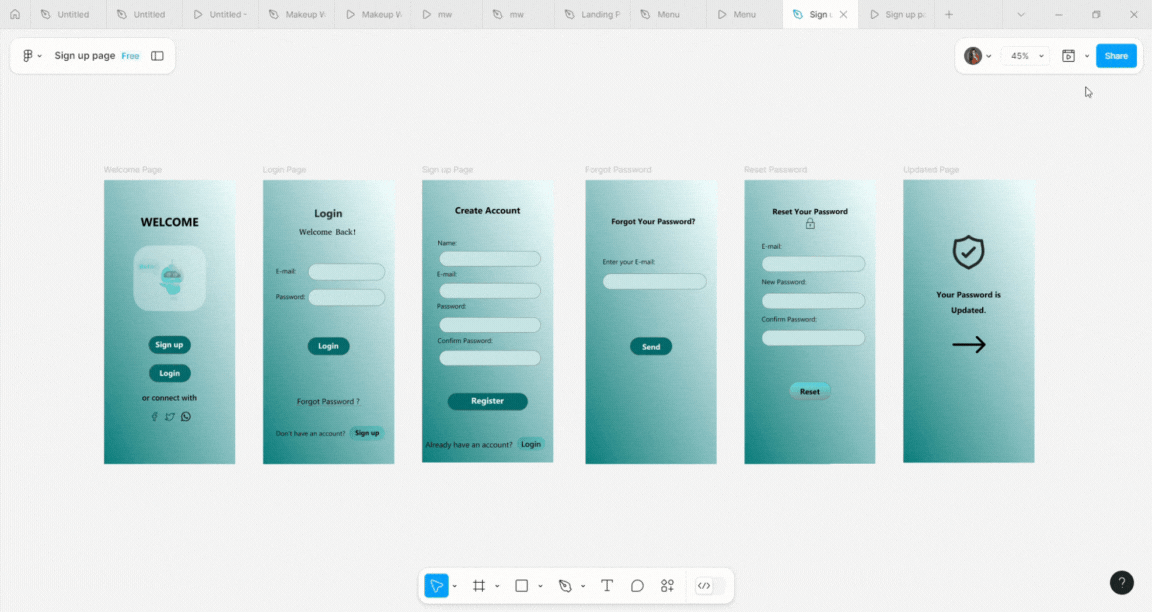 Untitled
Untitled
Untitled -
Makeup W
Makeup W
mw
mw
Landing P
Menu
Menu
Sign u
Sign up p
Sign up page Free
45%
Share
Welcome Page
WELCOME
Sign up
Login
or connect with
Login Page
Login
Welcome Back!
E-mail:
Password:
Login
Forgot Password ?
Don't have an account? Sign up
Sign up Page
Create Account
Name:
E-mail:
Password:
Confirm Password:
Register
Already have an account? Login
Forgot Password
Forgot Your Password?
Enter your E-mail:
Send
Reset Password
Reset Your Password
E-mail:
New Password:
Confirm Password:
Reset
Updated Page
Your Password is
Updated.
?